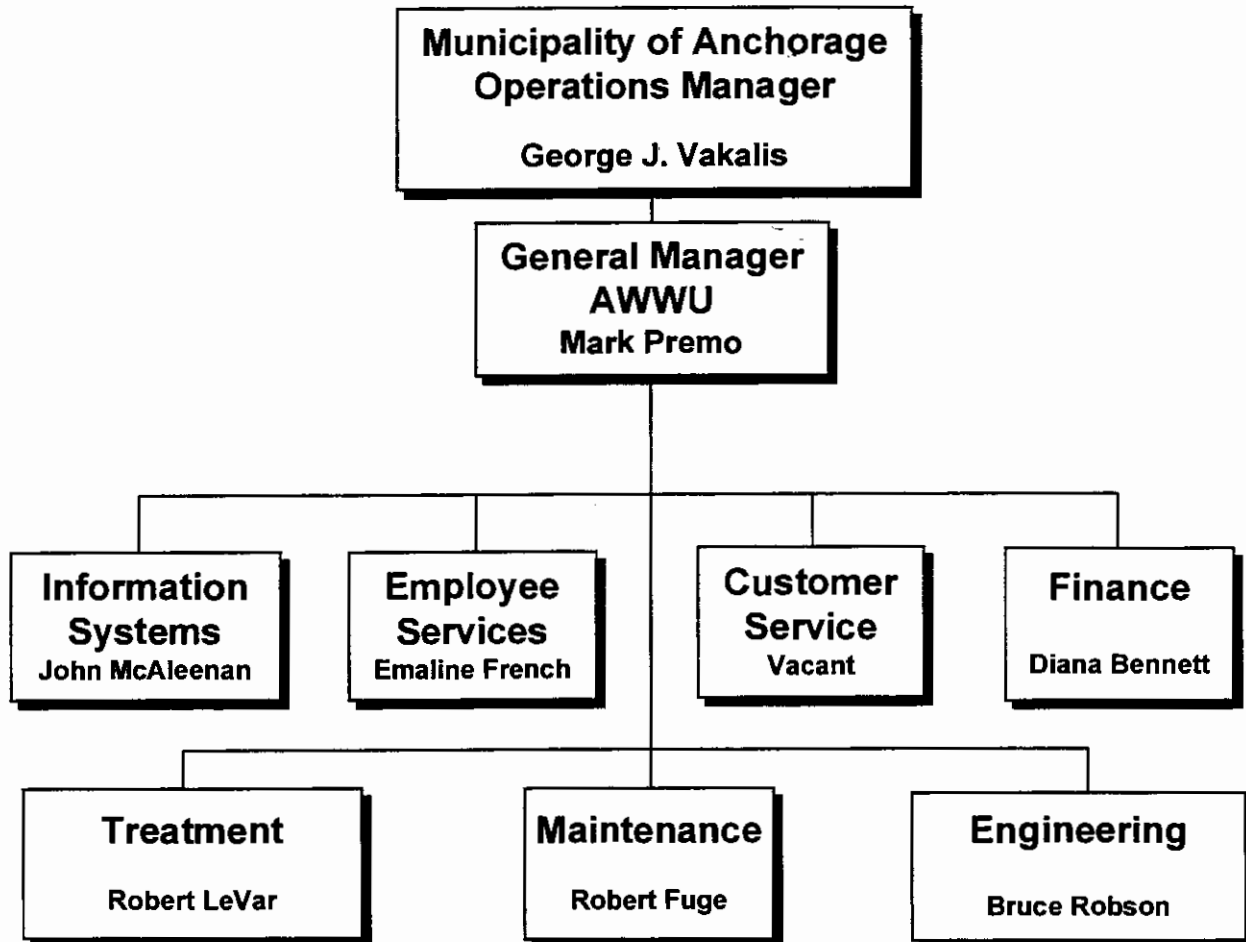 Municipality of Anchorage
Operations Manager
George J. Vakalis
General Manager
AWWU
Mark Premo
Information
Systems
John McAleenan
Employee
Services
Emaline French
Customer
Service
Vacant
Finance
Diana Bennett
Treatment
Robert LeVar
Maintenance
Robert Fuge
Engineering
Bruce Robson